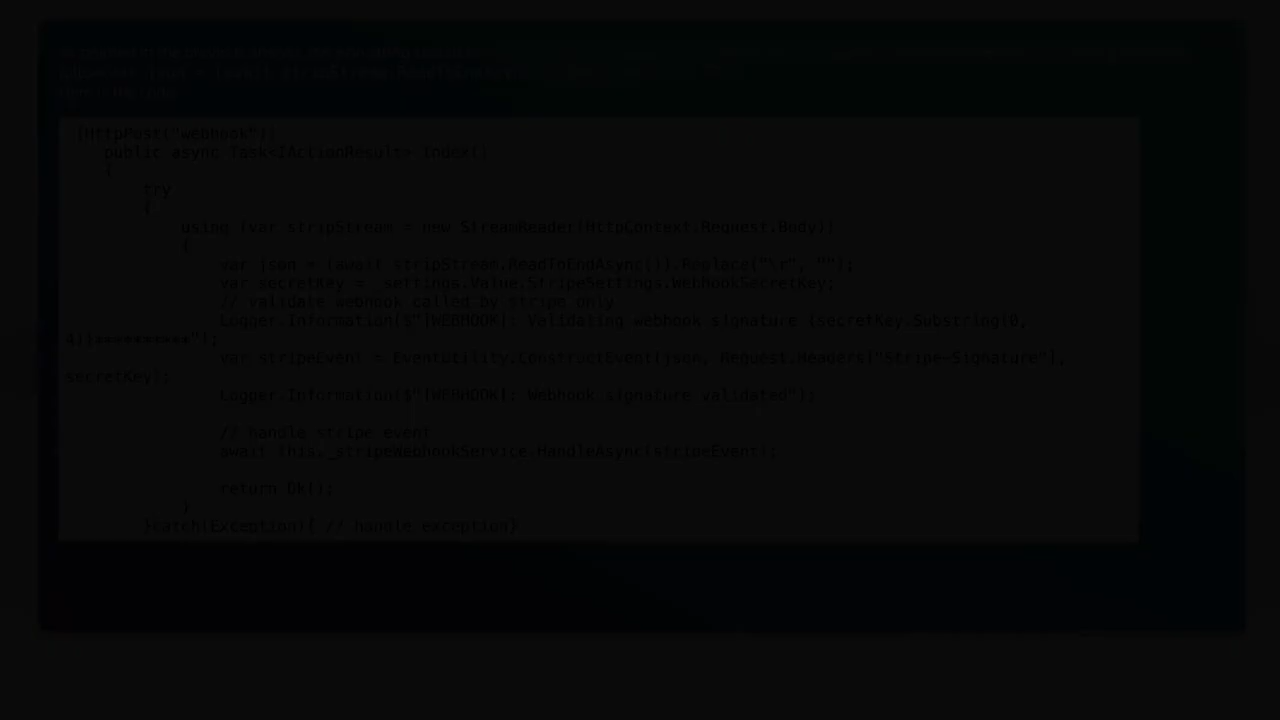 [HttpPost("webhook")]
public async Task<IActionResult> Index()
{
try
{
using (var stripStream = new StreamReader(HttpContext.Request.Body))
{
var json = (await stripStream.ReadToEndAsync()).Replace("\r", "");
var secretKey = _settings.Value.StripeSettings.WebhookSecretKey;
// validate webhook called by stripe only
Logger.Information($"[WEBHOOK]: Validating webhook signature {secretKey.Substring(0,
4)}**********");
var stripeEvent = EventUtility.ConstructEvent(json, Request.Headers["Stripe-Signature"],
secretKey);
Logger.Information($"[WEBHOOK]: Webhook signature validated");
// handle stripe event
await this._stripeWebhookService.HandleAsync(stripeEvent);
return Ok();
}
}catch(Exception){ // handle exception}